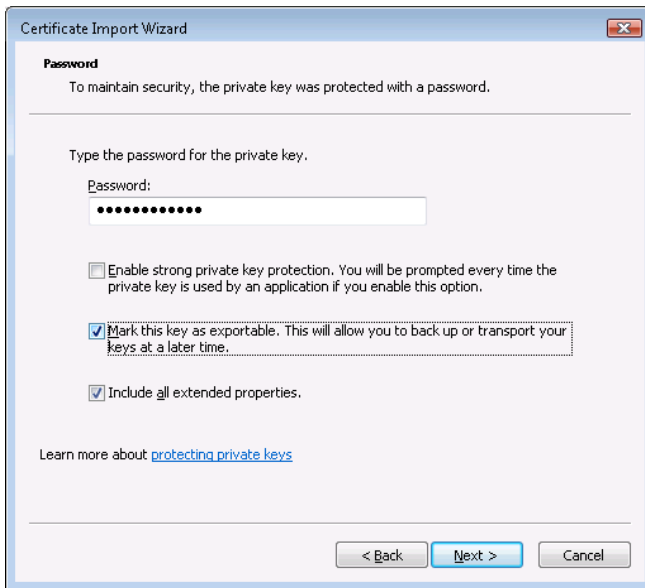 Certificate Import Wizard
Password
To maintain security, the private key was protected with a password.
Type the password for the private key.
Password:
••••••••••••
Enable strong private key protection. You will be prompted every time the
private key is used by an application if you enable this option.
Mark this key as exportable. This will allow you to back up or transport your
keys at a later time.
Include all extended properties.
Learn more about protecting private keys
< Back
Next >
Cancel